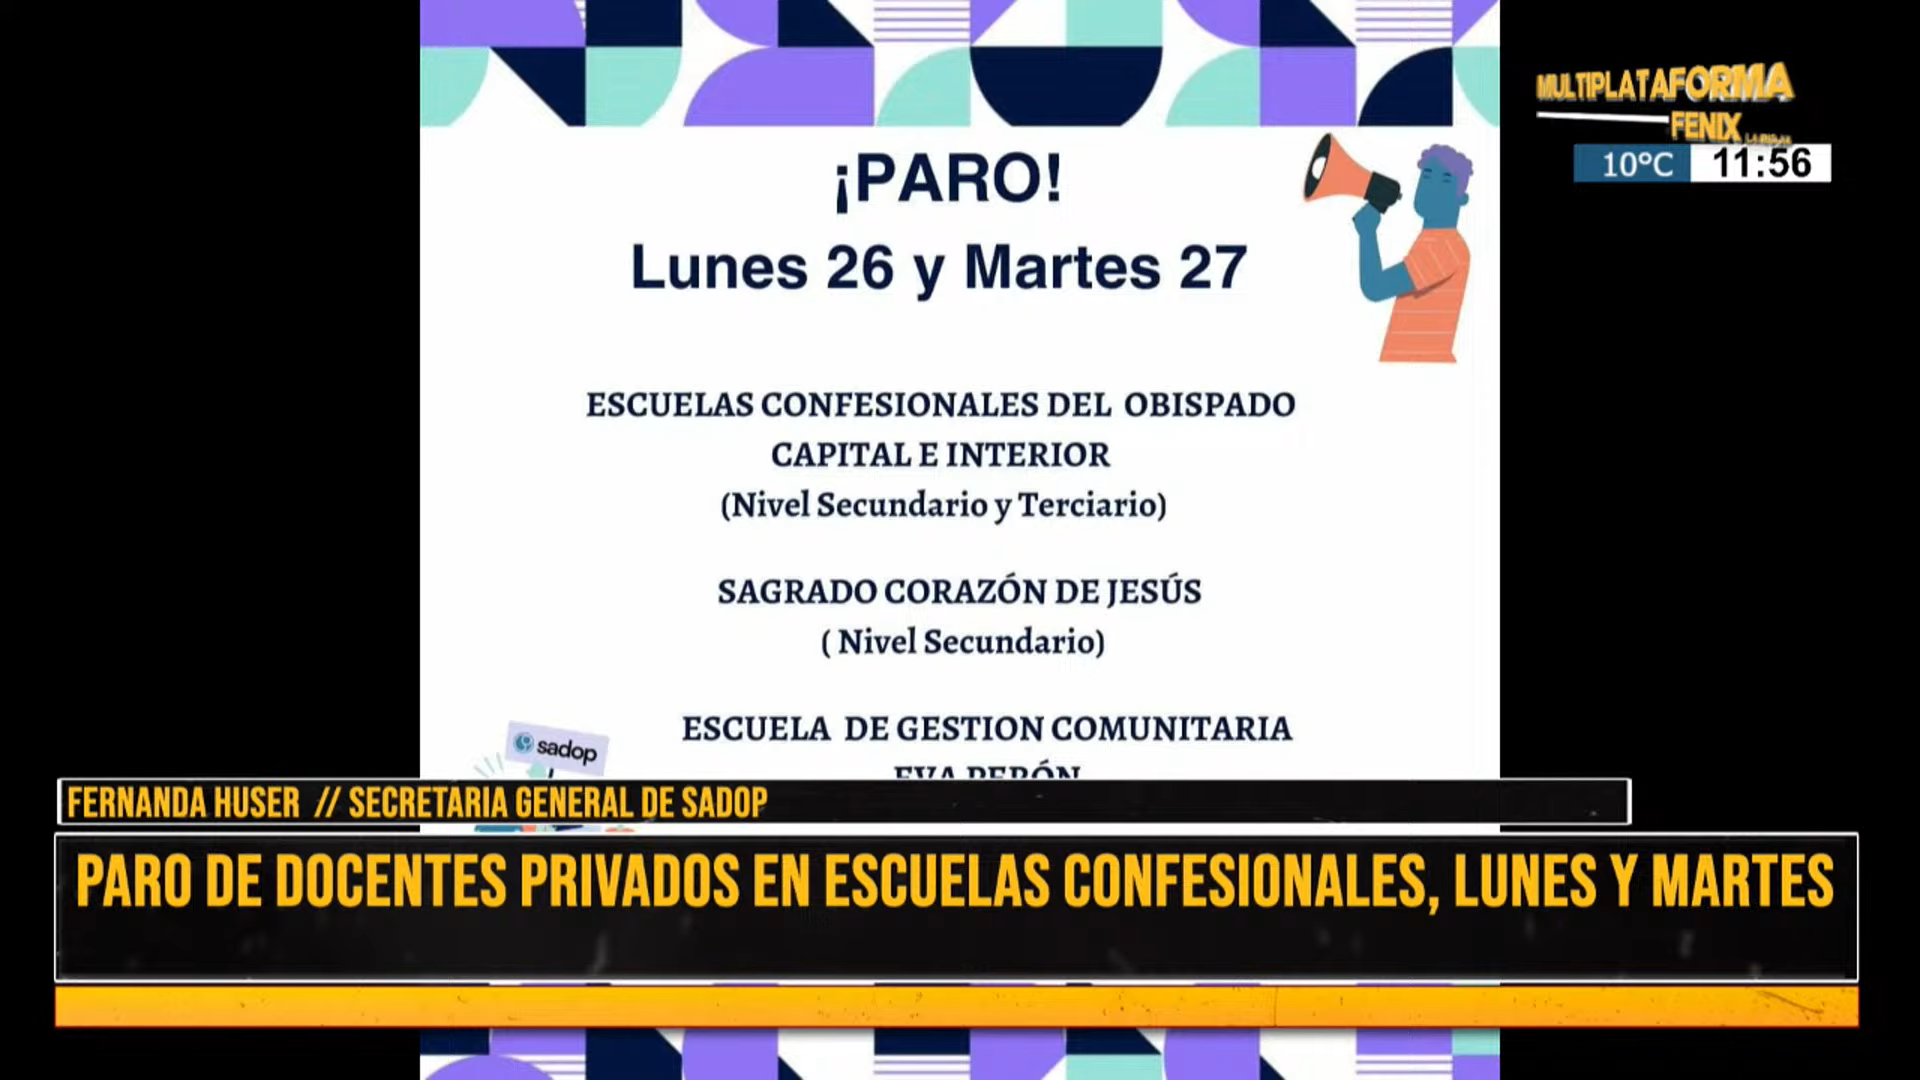 MULTIPLATAFORMA
FENIX
10°C 11:56
¡PARO!
Lunes 26 y Martes 27
ESCUELAS CONFESIONALES DEL OBISPADO
CAPITAL E INTERIOR
(Nivel Secundario y Terciario)
SAGRADO CORAZÓN DE JESÚS
( Nivel Secundario)
ESCUELA DE GESTION COMUNITARIA
EVA PERÓN
sadop
FERNANDA HUSER // SECRETARIA GENERAL DE SADOP
PARO DE DOCENTES PRIVADOS EN ESCUELAS CONFESIONALES, LUNES Y MARTES